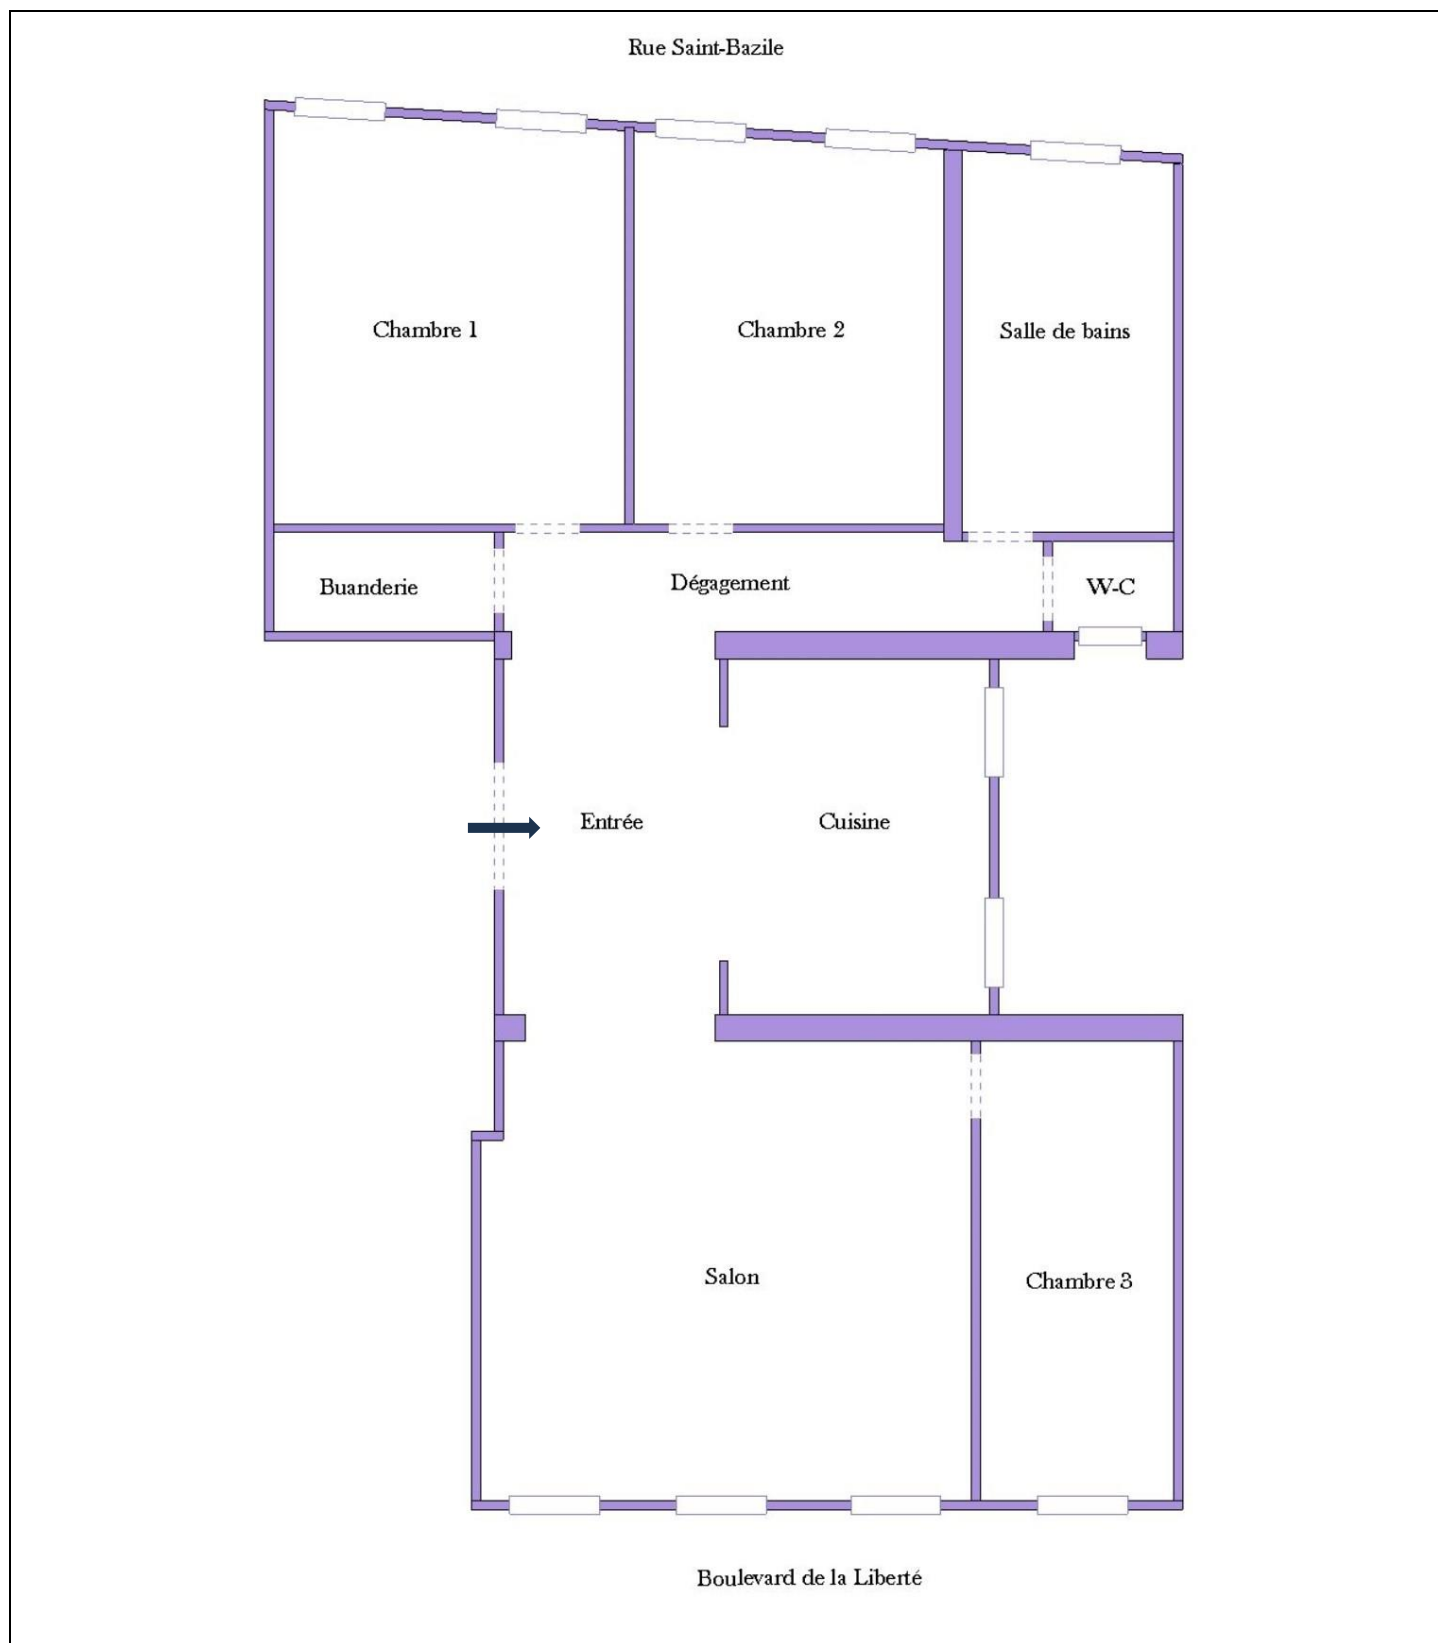 Rue Saint-Bazile
Chambre 1
Chambre 2
Salle de bains
Buanderie
Dégagement
W-C
Entrée
Cuisine
Salon
Chambre 3
Boulevard de la Liberté